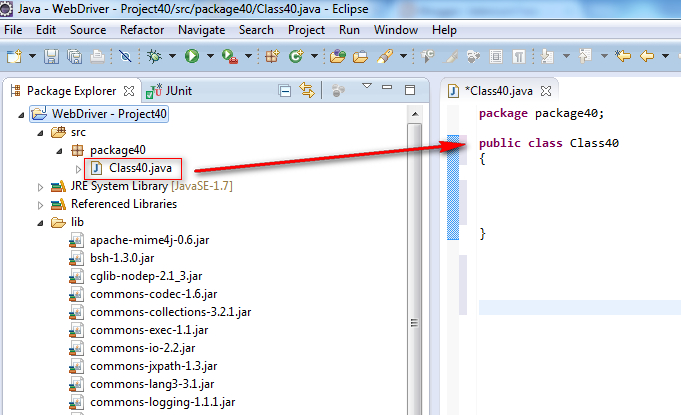 Java - WebDriver - Project40/src/package40/Class40.java - Eclipse
File Edit Source Refactor Navigate Search Project Run Window Help
Package Explorer JUnit
WebDriver - Project40
src
package40
Class40.java
JRE System Library [JavaSE-1.7]
Referenced Libraries
lib
apache-mime4j-0.6.jar
bsh-1.3.0.jar
cglib-nodep-2.1_3.jar
commons-codec-1.6.jar
commons-collections-3.2.1.jar
commons-exec-1.1.jar
commons-io-2.2.jar
commons-jxpath-1.3.jar
commons-lang3-3.1.jar
commons-logging-1.1.1.jar
*Class40.java
package package40;
public class Class40
{
}